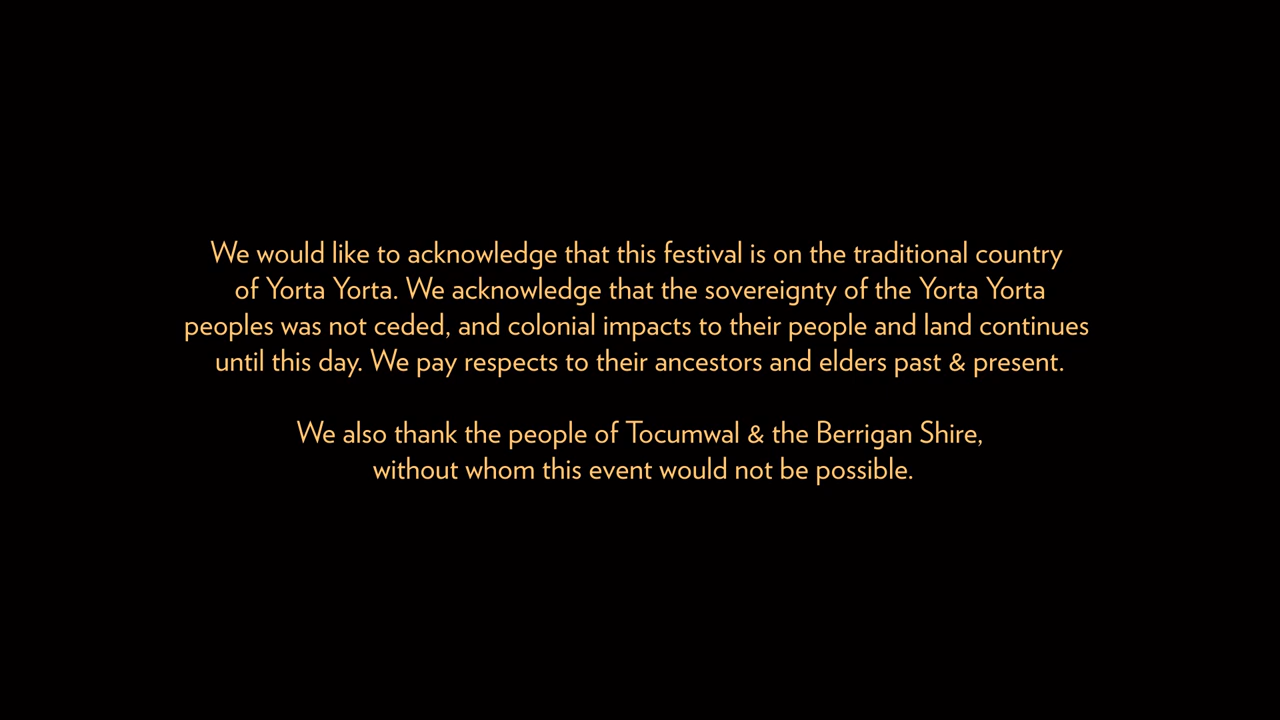 We would like to acknowledge that this festival is on the traditional country
of Yorta Yorta. We acknowledge that the sovereignty of the Yorta Yorta
peoples was not ceded, and colonial impacts to their people and land continues
until this day. We pay respects to their ancestors and elders past & present.
We also thank the people of Tocumwal & the Berrigan Shire,
without whom this event would not be possible.